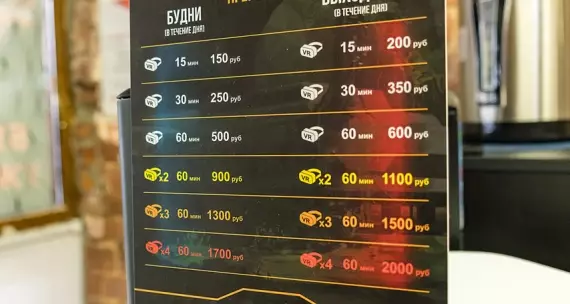 БУДНИ
(В ТЕЧЕНИЕ ДНЯ)
VR 15 мин 150 руб
VR 30 мин 250 руб
VR 60 мин 500 руб
VR x2 60 мин 900 руб
VR x3 60 мин 1300 руб
VR x4 60 мин 1700 руб
(В ТЕЧЕНИЕ ДНЯ)
VR 15 мин 200 руб
VR 30 мин 350 руб
VR 60 мин 600 руб
VR x2 60 мин 1100 руб
VR x3 60 мин 1500 руб
VR x4 60 мин 2000 руб